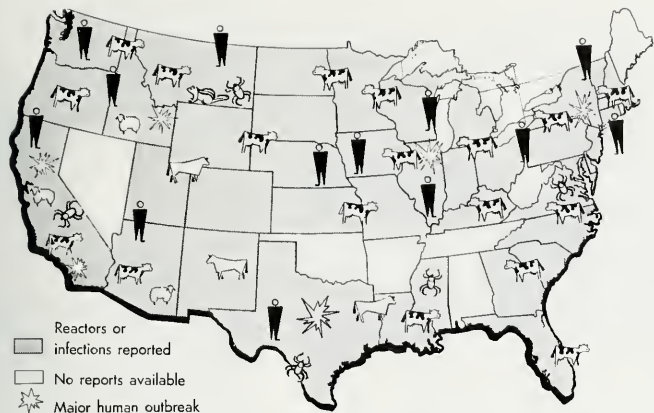 Reactors or
infections reported
No reports available
Major human outbreak